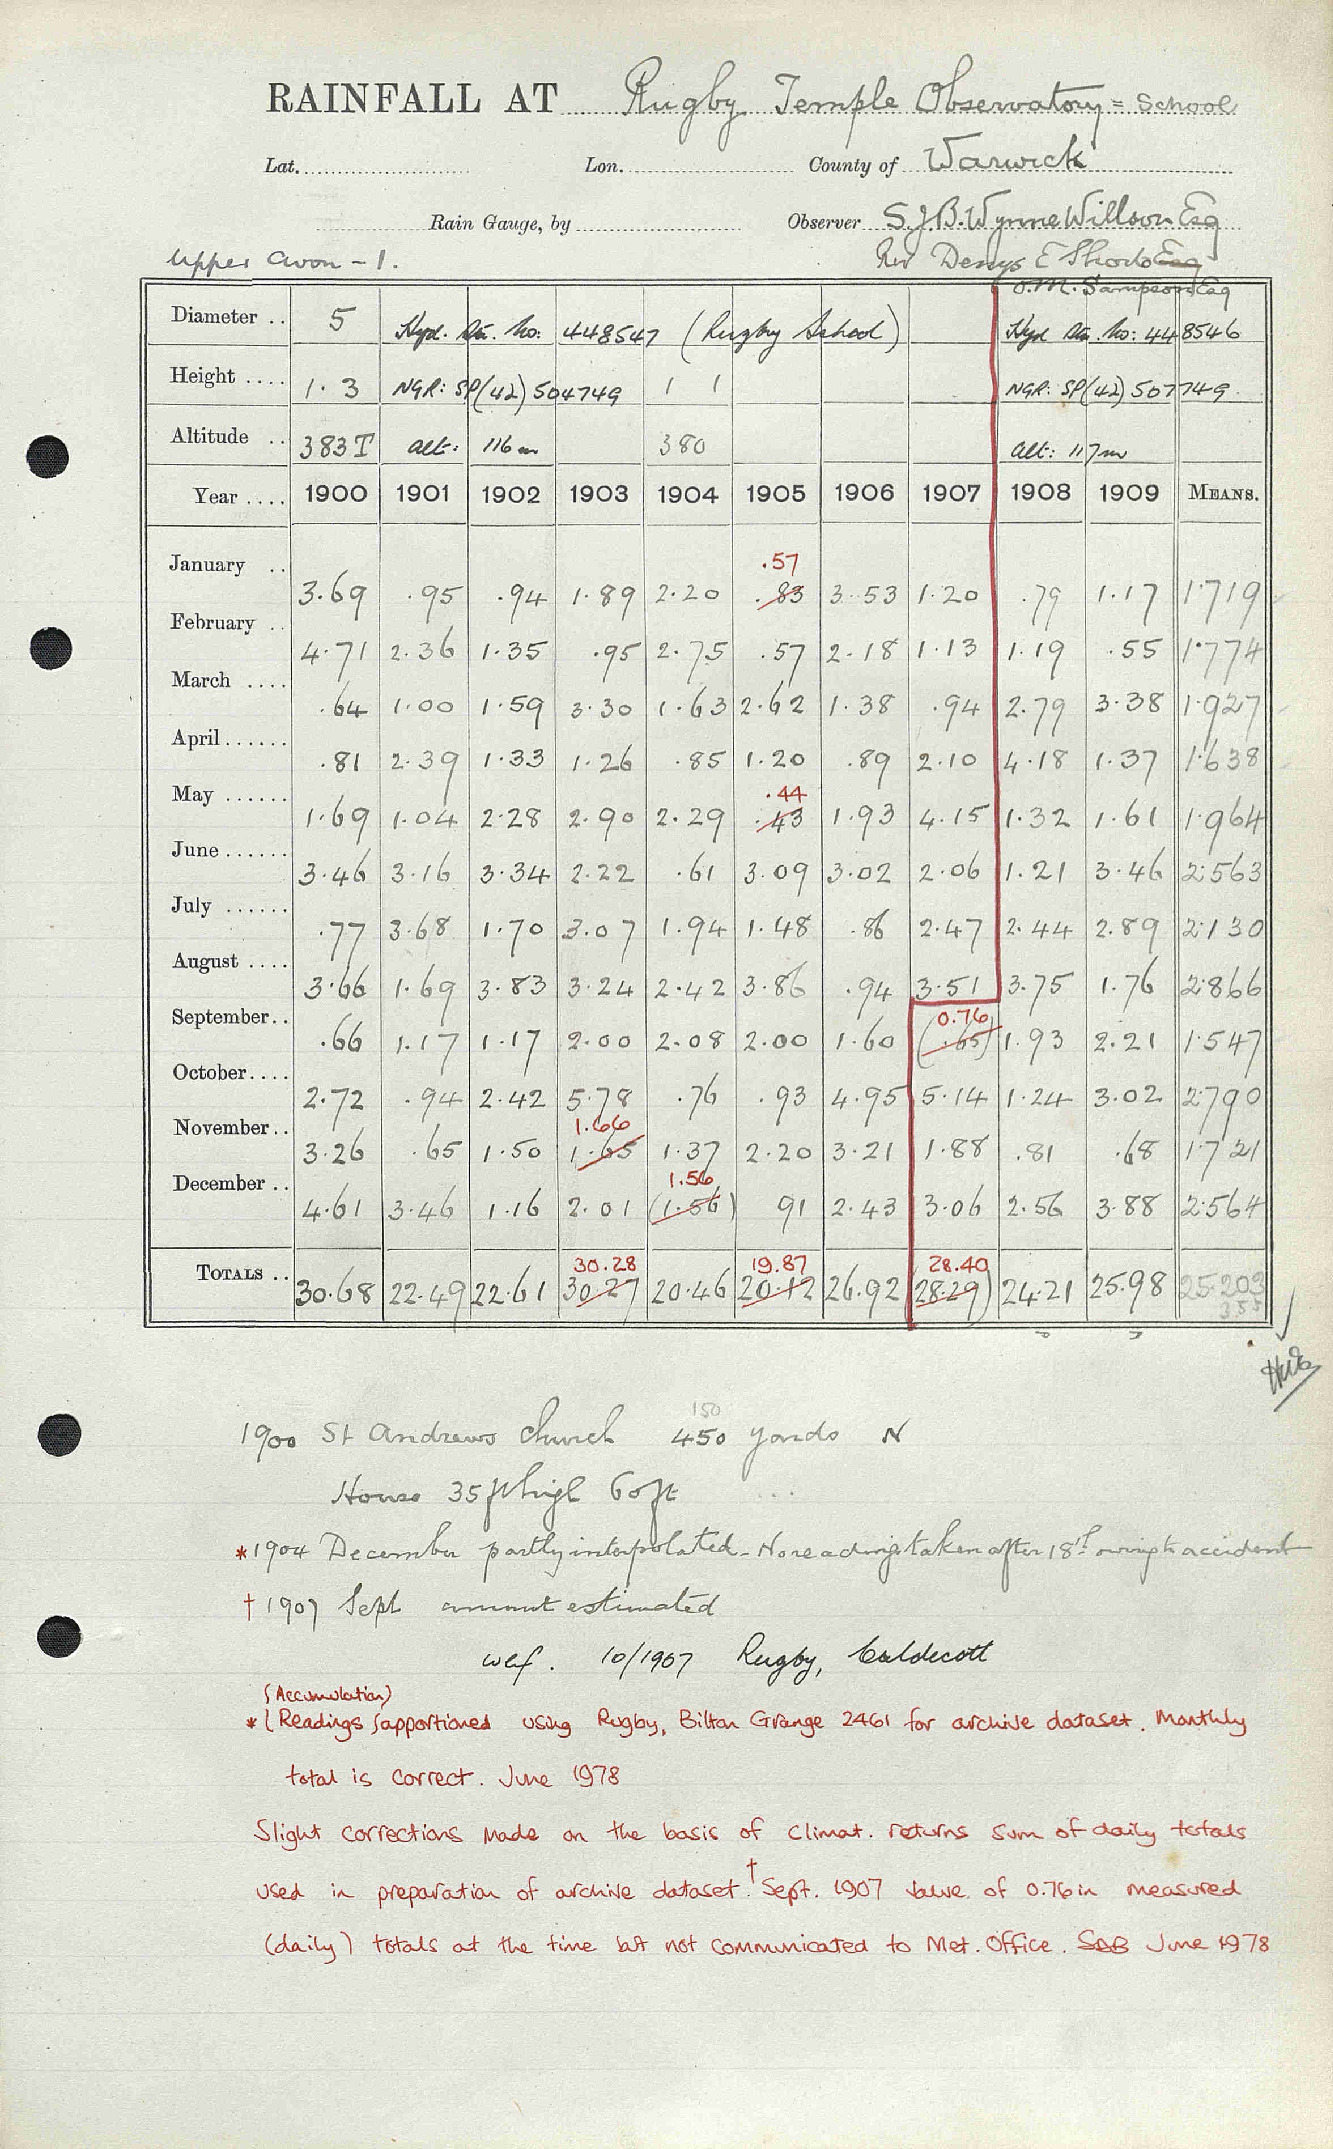 RAINFALL AT Rugby Temple Observatory = School
Lat. Lon. County of Warwick
Rain Gauge, by Observer S.J.B. Wynne Willson Esq
Upper Avon - 1. Rev Denys E Shorto Esq
O.M. Sampson Esq
Diameter .. 5 Hyd. Stn. No: 448547 (Rugby School) Hyd Stn. No: 448546
Height .... 1.3 NGR: SP(42)504749 1 1 NGR: SP(42)507749
Altitude .. 383T Alt: 116m 380 Alt: 117m
Year .... 1900 1901 1902 1903 1904 1905 1906 1907 1908 1909 MEANS.
.57
January .. 3.69 .95 .94 1.89 2.20 .83 3.53 1.20 .79 1.17 1.719
February .. 4.71 2.36 1.35 .95 2.75 .57 2.18 1.13 1.19 .55 1.774
March .... .64 1.00 1.59 3.30 1.63 2.62 1.38 .94 2.79 3.38 1.927
April...... .81 2.39 1.33 1.26 .85 1.20 .89 2.10 4.18 1.37 1.638
.44
May ...... 1.69 1.04 2.28 2.90 2.29 .43 1.93 4.15 1.32 1.61 1.964
June ...... 3.46 3.16 3.34 2.22 .61 3.09 3.02 2.06 1.21 3.46 2.563
July ...... .77 3.68 1.70 3.07 1.94 1.48 .86 2.47 2.44 2.89 2.130
August .... 3.66 1.69 3.83 3.24 2.42 3.86 .94 3.51 3.75 1.76 2.866
0.76
September.. .66 1.17 1.17 2.00 2.08 2.00 1.60 (.65) 1.93 2.21 1.547
October.... 2.72 .94 2.42 5.78 .76 .93 4.95 5.14 1.24 3.02 2.790
1.66
November.. 3.26 .65 1.50 1.65 1.37 2.20 3.21 1.88 .81 .68 1.721
1.56
December .. 4.61 3.46 1.16 2.01 (1.56) 91 2.43 3.06 2.56 3.88 2.564
30.28 19.87 28.40
TOTALS .. 30.68 22.49 22.61 30.27 20.46 20.12 26.92 28.29) 24.21 25.98 25.203
355
150
1900 St Andrews Church 450 yards N
House 35 ft high 60ft
*1904 December partly interpolated - No readings taken after 18th owing to accident
† 1907 Sept amount estimated
wef. 10/1907 Rugby, Caldecott
(Accumulation)
* Readings apportioned using Rugby, Bilton Grange 2461 for archive dataset. Monthly
total is correct. June 1978
Slight corrections made on the basis of climat. returns sum of daily totals
used in preparation of archive dataset. †Sept. 1907 value of 0.76in measured
(daily) totals at the time but not communicated to Met. Office. SDB June 1978